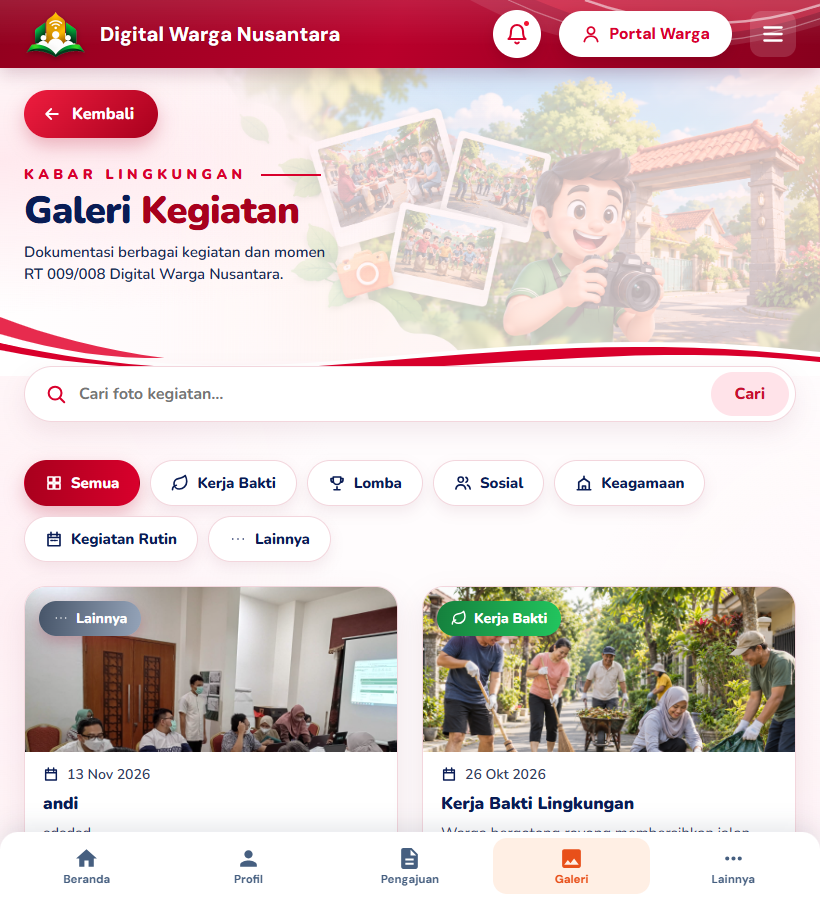 Digital Warga Nusantara
Portal Warga
Kembali
KABAR LINGKUNGAN
Galeri Kegiatan
Dokumentasi berbagai kegiatan dan momen
RT 009/008 Digital Warga Nusantara.
Cari foto kegiatan...
Cari
Semua
Kerja Bakti
Lomba
Sosial
Keagamaan
Kegiatan Rutin
Lainnya
Lainnya
13 Nov 2026
andi
Kerja Bakti
26 Okt 2026
Kerja Bakti Lingkungan
Beranda
Profil
Pengajuan
Galeri
Lainnya